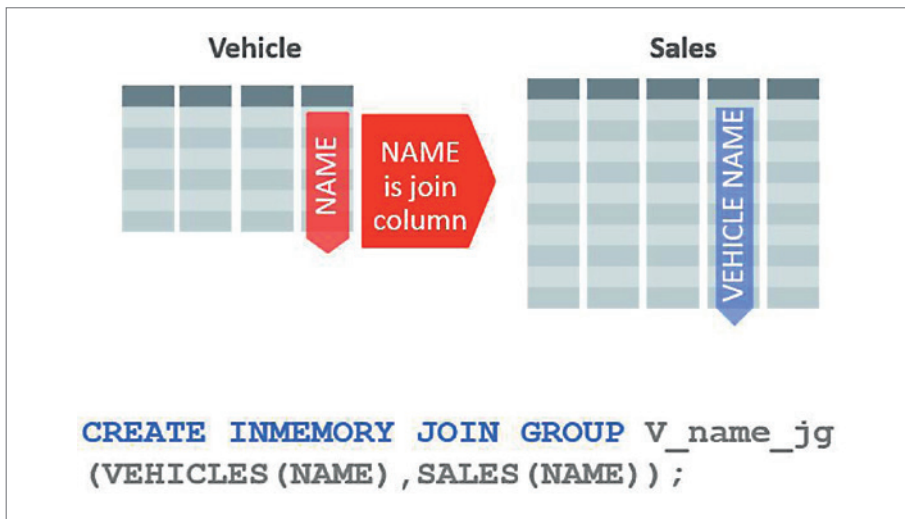 Vehicle
Sales
NAME
NAME
is join
column
VEHICLE NAME
CREATE INMEMORY JOIN GROUP V_name_jg
(VEHICLES(NAME),SALES(NAME));